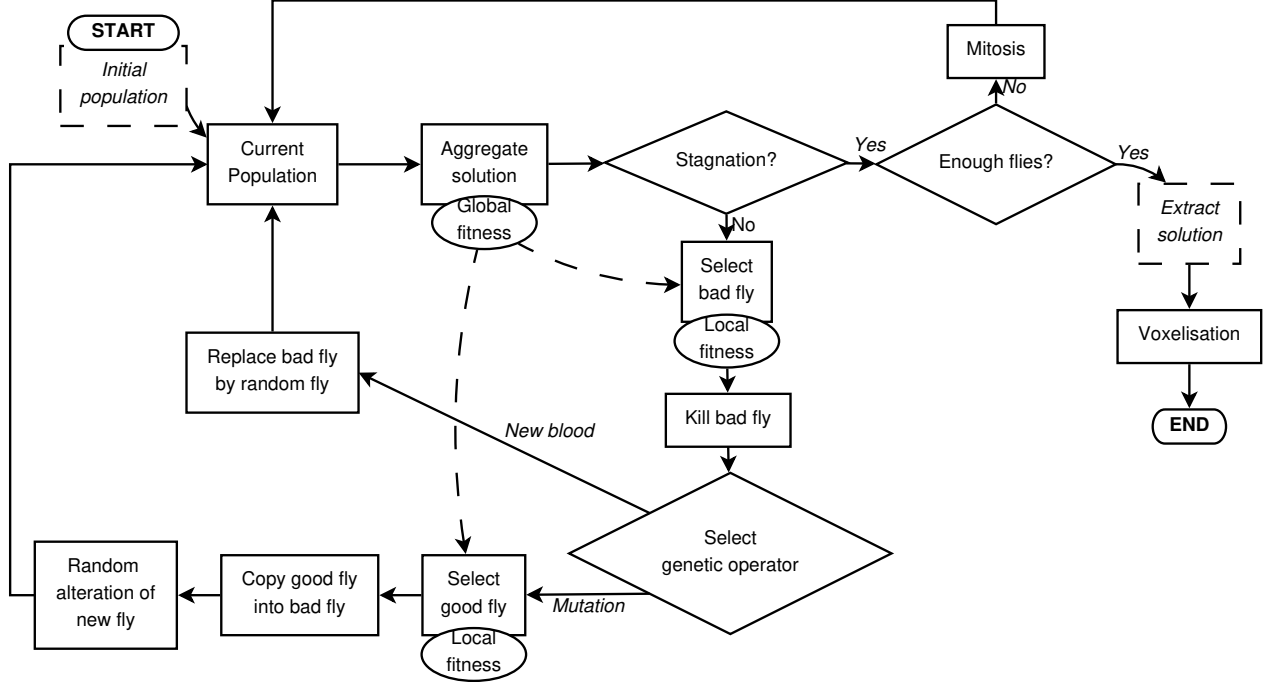 START
Initial
population
Current
Population
Aggregate
solution
Global
fitness
Stagnation?
Yes
No
Enough flies?
No
Mitosis
Yes
Extract
solution
Voxelisation
END
Select
bad fly
Local
fitness
Kill bad fly
Select
genetic operator
New blood
Replace bad fly
by random fly
Mutation
Select
good fly
Local
fitness
Copy good fly
into bad fly
Random
alteration of
new fly